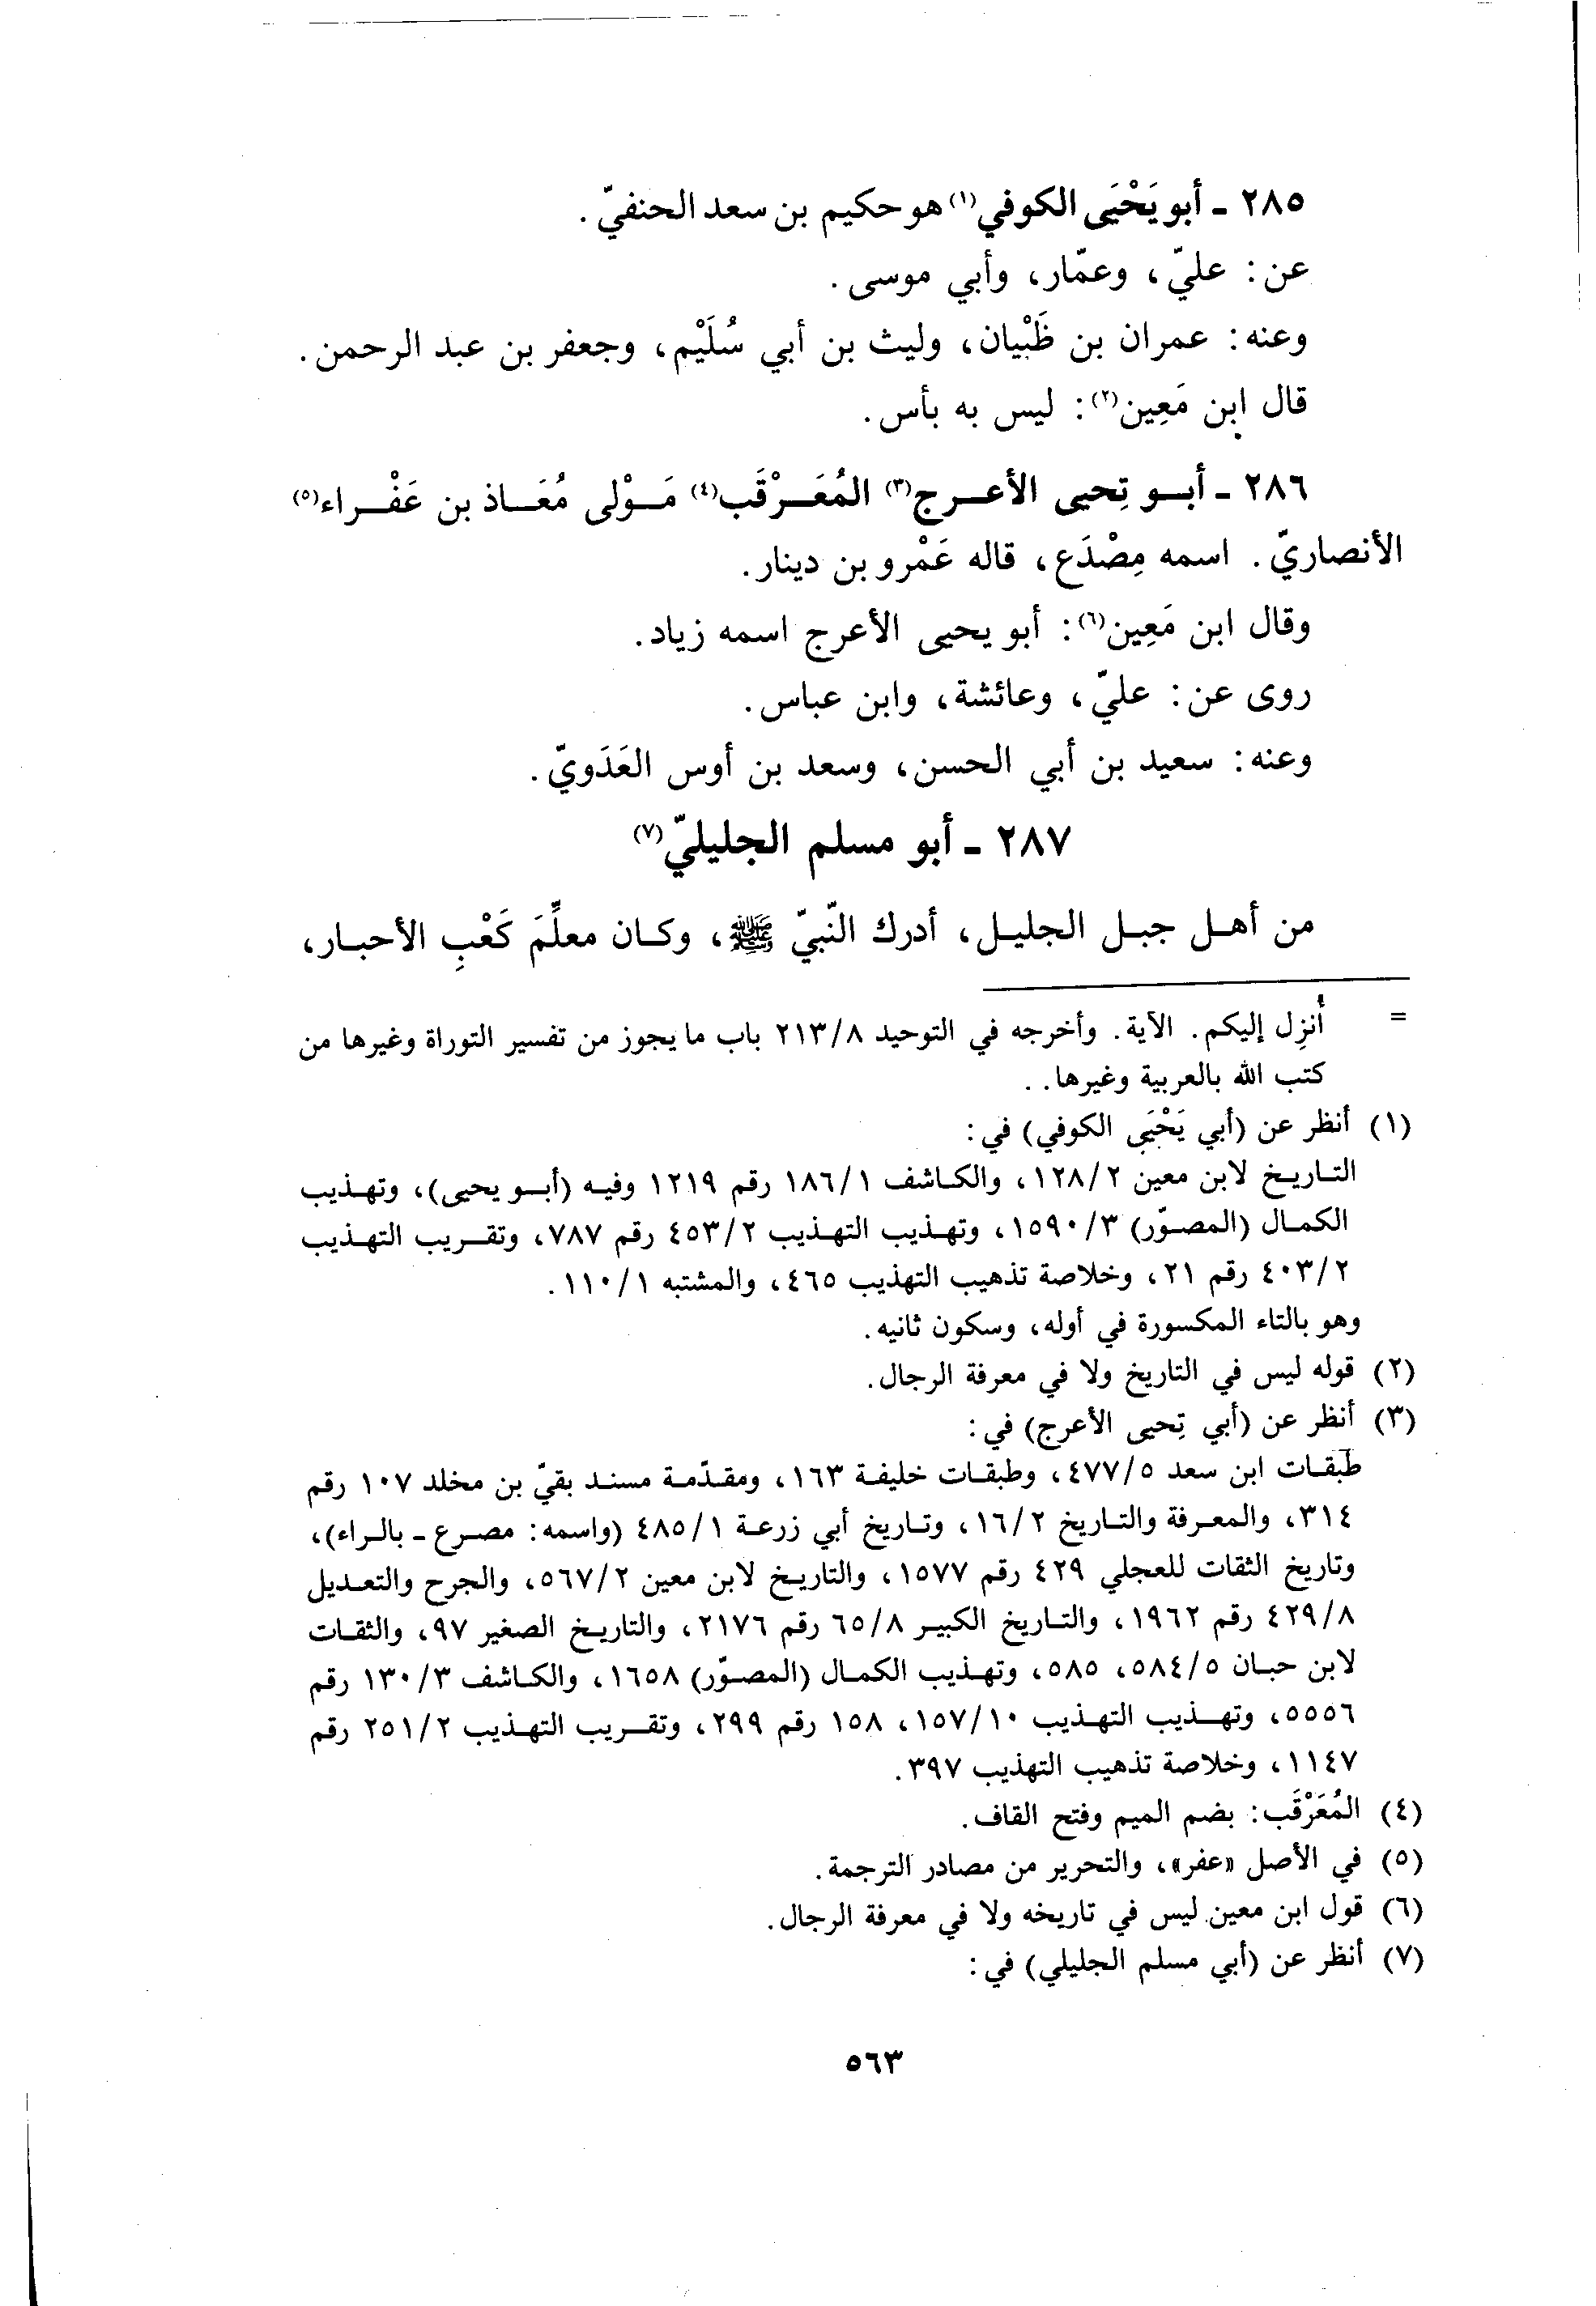 ٢٨٥ - أبو يَحْيَى الكوفي(١) هو حكيم بن سعد الحنفيّ.
عن: عليّ، وعمّار، وأبي موسى.
وعنه: عمران بن ظَبْيان، وليث بن أبي سُلَيْم، وجعفر بن عبد الرحمن.
قال ابن مَعِين(٢): ليس به بأس.
٢٨٦ - أبو تِحيى الأعرج(٣) المُعَرْقَب(٤) مَوْلى مُعَاذ بن عَفْراء(٥)
الأنصاريّ. اسمه مِصْدَع، قاله عَمْرو بن دينار.
وقال ابن مَعِين(٦): أبو يحيى الأعرج اسمه زياد.
روى عن: عليّ، وعائشة، وابن عباس.
وعنه: سعيد بن أبي الحسن، وسعد بن أوس العَدَويّ.
٢٨٧ - أبو مسلم الجليليّ(٧)
من أهل جبل الجليل، أدرك النّبيّ ﷺ، وكان معلِّمَ كَعْبِ الأحبار،
= أُنزِل إليكم. الآية. وأخرجه في التوحيد ٢١٣/٨ باب ما يجوز من تفسير التوراة وغيرها من
كتب الله بالعربية وغيرها. .
(١) أنظر عن (أبي يَحْيَى الكوفي) في:
التاريخ لابن معين ١٢٨/٢، والكاشف ١٨٦/١ رقم ١٢١٩ وفيه (أبو يحيى)، وتهذيب
الكمال (المصوّر) ١٥٩٠/٣، وتهذيب التهذيب ٤٥٣/٢ رقم ٧٨٧، وتقريب التهذيب
٤٠٣/٢ رقم ٢١، وخلاصة تذهيب التهذيب ٤٦٥، والمشتبه ١١٠/١.
وهو بالتاء المكسورة في أوله، وسكون ثانيه.
(٢) قوله ليس في التاريخ ولا في معرفة الرجال.
(٣) أنظر عن (أبي تِحيى الأعرج) في:
طبقات ابن سعد ٤٧٧/٥، وطبقات خليفة ١٦٣، ومقدّمة مسند بقيّ بن مخلد ١٠٧ رقم
٣١٤، والمعرفة والتاريخ ١٦/٢، وتاريخ أبي زرعة ٤٨٥/١ (واسمه: مصرع - بالراء)،
وتاريخ الثقات للعجلي ٤٢٩ رقم ١٥٧٧، والتاريخ لابن معين ٥٦٧/٢، والجرح والتعديل
٤٢٩/٨ رقم ١٩٦٢، والتاريخ الكبير ٦٥/٨ رقم ٢١٧٦، والتاريخ الصغير ٩٧، والثقات
لابن حبان ٥٨٤/٥، ٥٨٥، وتهذيب الكمال (المصوّر) ١٦٥٨، والكاشف ١٣٠/٣ رقم
٥٥٥٦، وتهذيب التهذيب ١٥٧/١٠، ١٥٨ رقم ٢٩٩، وتقريب التهذيب ٢٥١/٢ رقم
١١٤٧، وخلاصة تذهيب التهذيب ٣٩٧.
(٤) المُعَرْقَب: بضم الميم وفتح القاف.
(٥) في الأصل «عفر»، والتحرير من مصادر الترجمة.
(٦) قول ابن معين ليس في تاريخه ولا في معرفة الرجال.
(٧) أنظر عن (أبي مسلم الجليلي) في:
٥٦٣